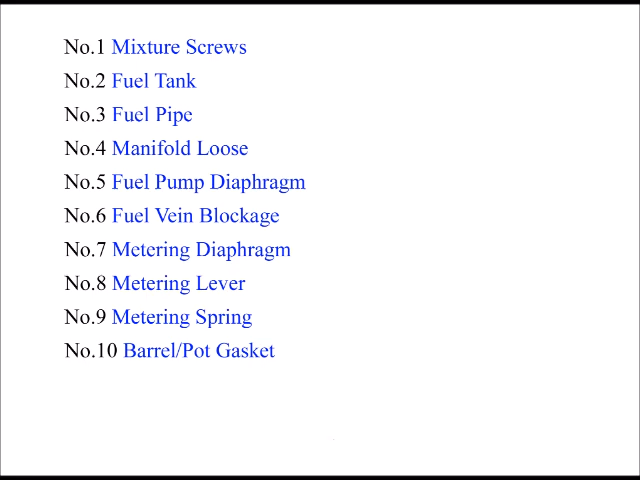 No.1 Mixture Screws
No.2 Fuel Tank
No.3 Fuel Pipe
No.4 Manifold Loose
No.5 Fuel Pump Diaphragm
No.6 Fuel Vein Blockage
No.7 Metering Diaphragm
No.8 Metering Lever
No.9 Metering Spring
No.10 Barrel/Pot Gasket